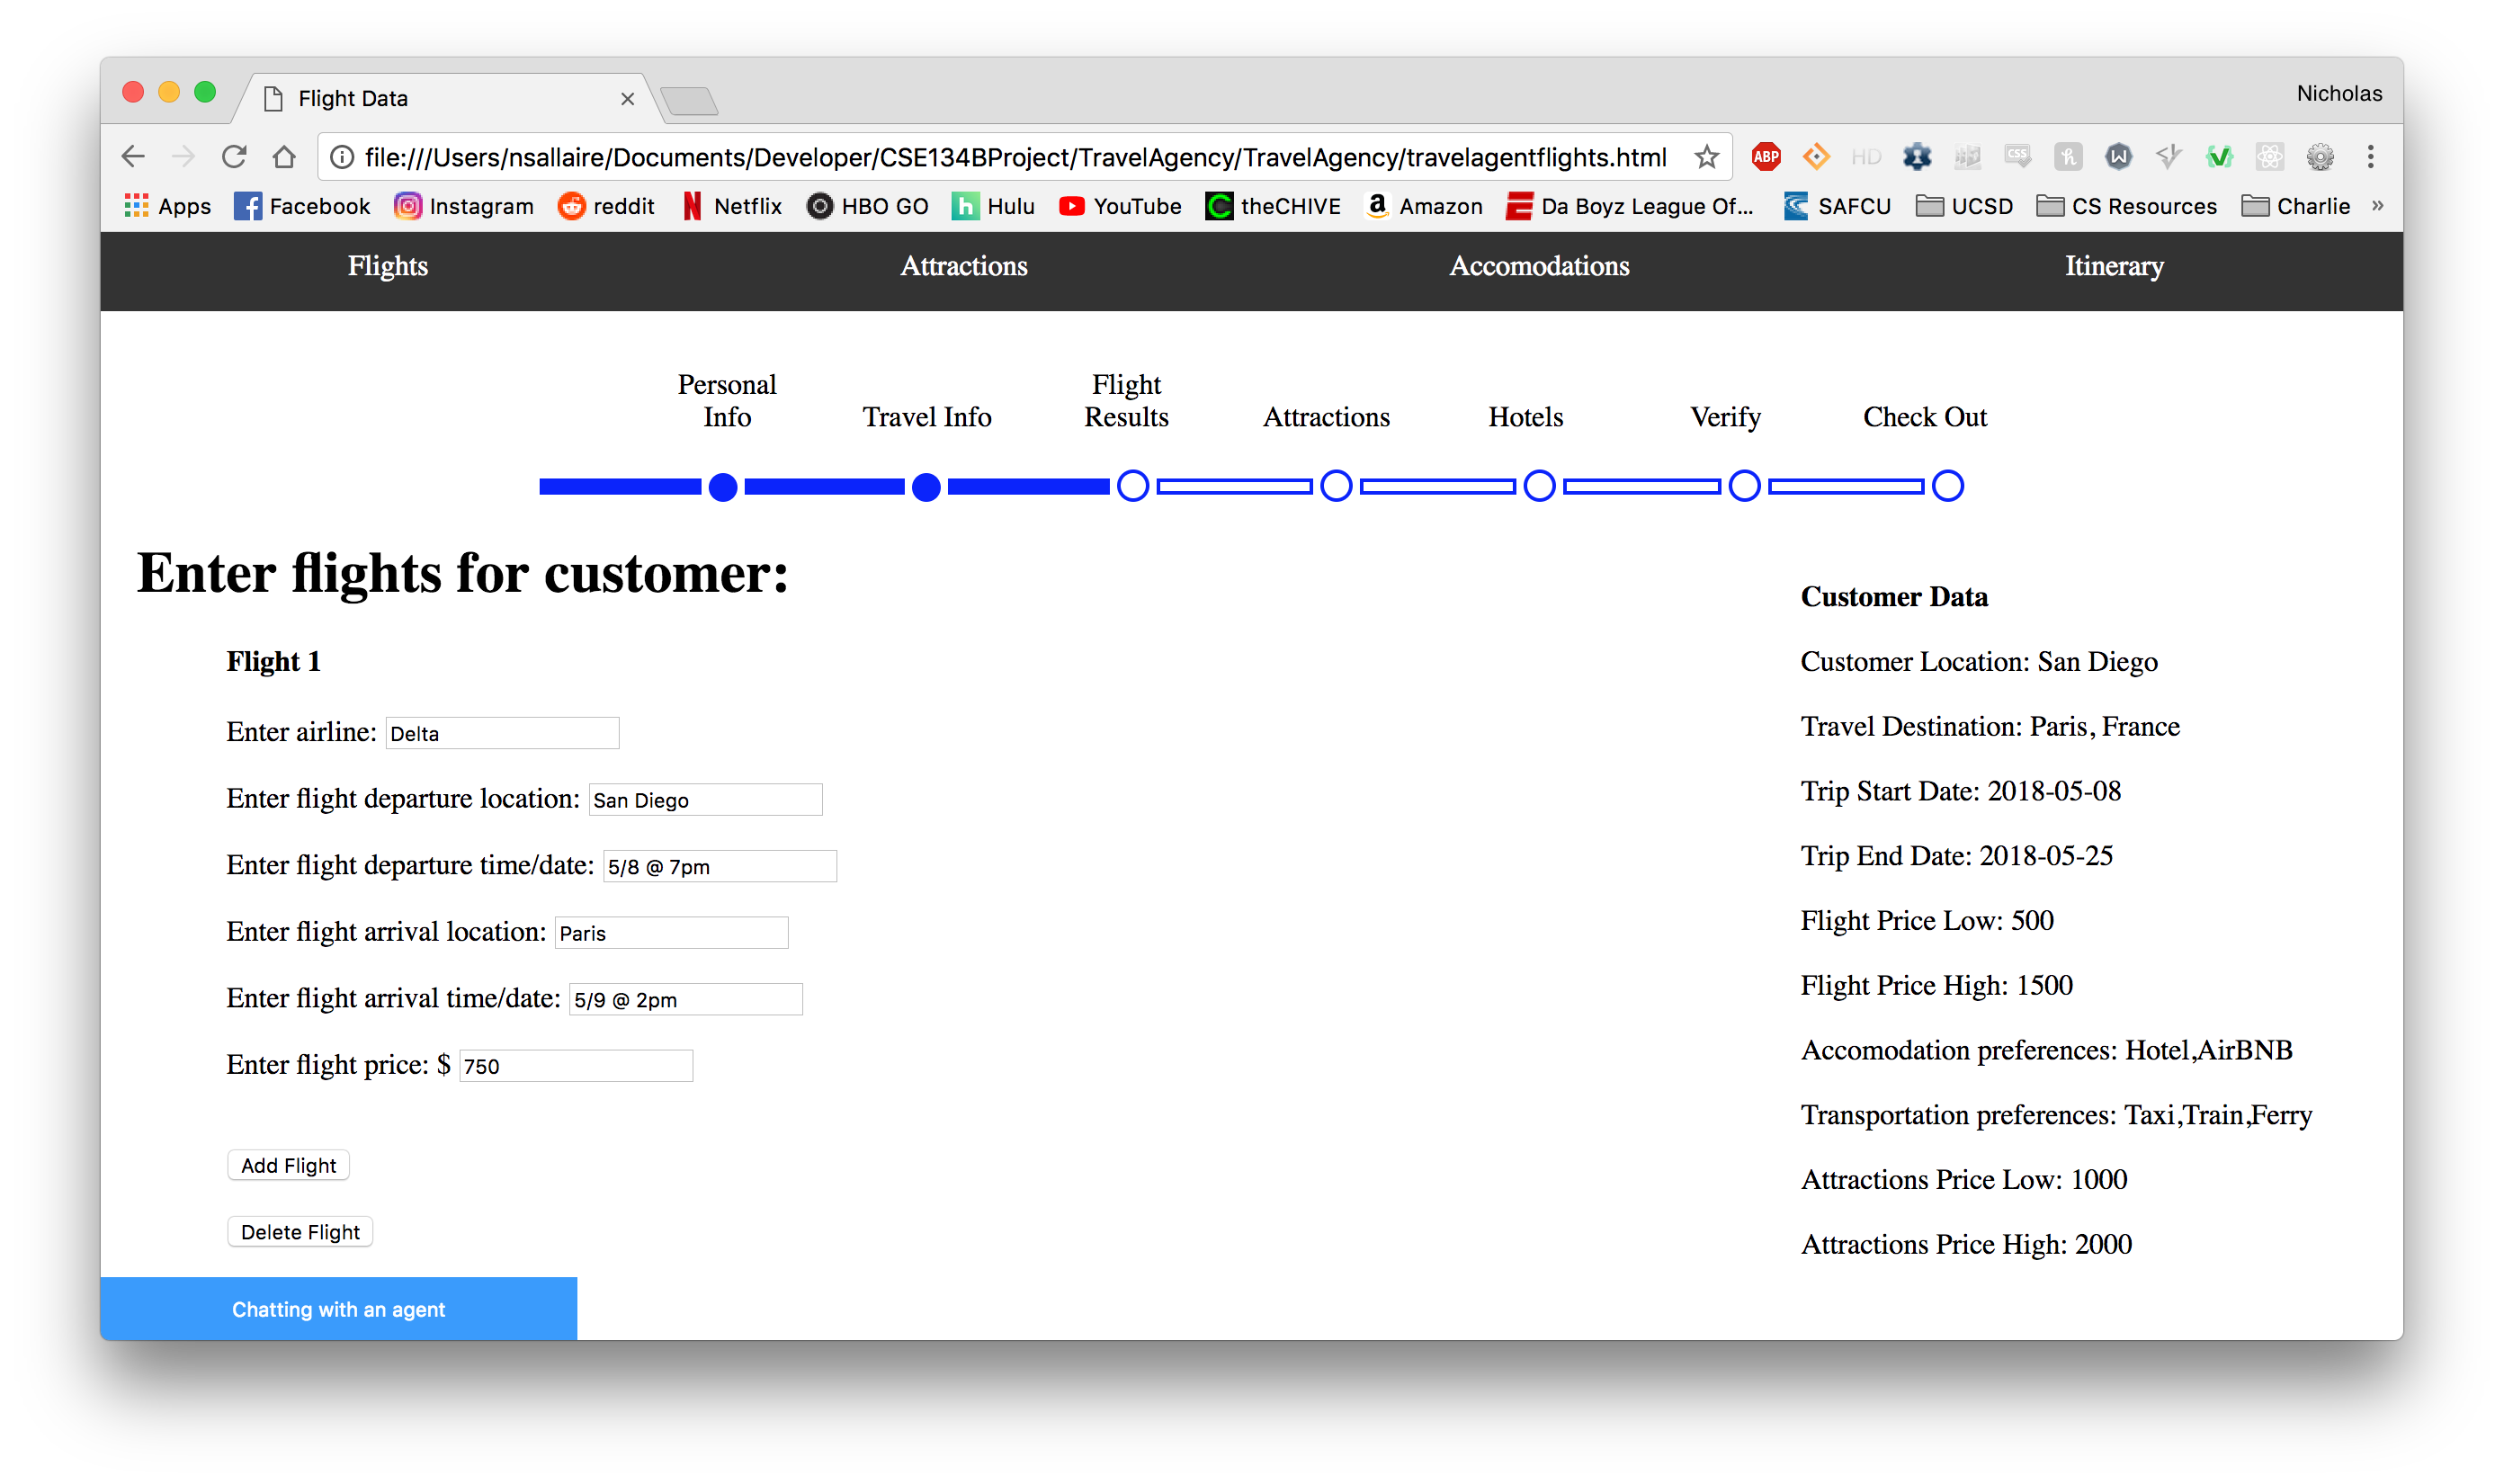 Flight Data
Nicholas
file:///Users/nsallaire/Documents/Developer/CSE134BProject/TravelAgency/TravelAgency/travelagentflights.html
ABP HD CSS
Apps Facebook Instagram reddit Netflix HBO GO Hulu YouTube theCHIVE Amazon Da Boyz League Of... SAFCU UCSD CS Resources Charlie »
Flights Attractions Accomodations Itinerary
Personal
Info
Travel Info
Flight
Results
Attractions
Hotels
Verify
Check Out
Enter flights for customer:
Flight 1
Enter airline: Delta
Enter flight departure location: San Diego
Enter flight departure time/date: 5/8 @ 7pm
Enter flight arrival location: Paris
Enter flight arrival time/date: 5/9 @ 2pm
Enter flight price: $ 750
Add Flight
Delete Flight
Chatting with an agent
Customer Data
Customer Location: San Diego
Travel Destination: Paris, France
Trip Start Date: 2018-05-08
Trip End Date: 2018-05-25
Flight Price Low: 500
Flight Price High: 1500
Accomodation preferences: Hotel,AirBNB
Transportation preferences: Taxi,Train,Ferry
Attractions Price Low: 1000
Attractions Price High: 2000